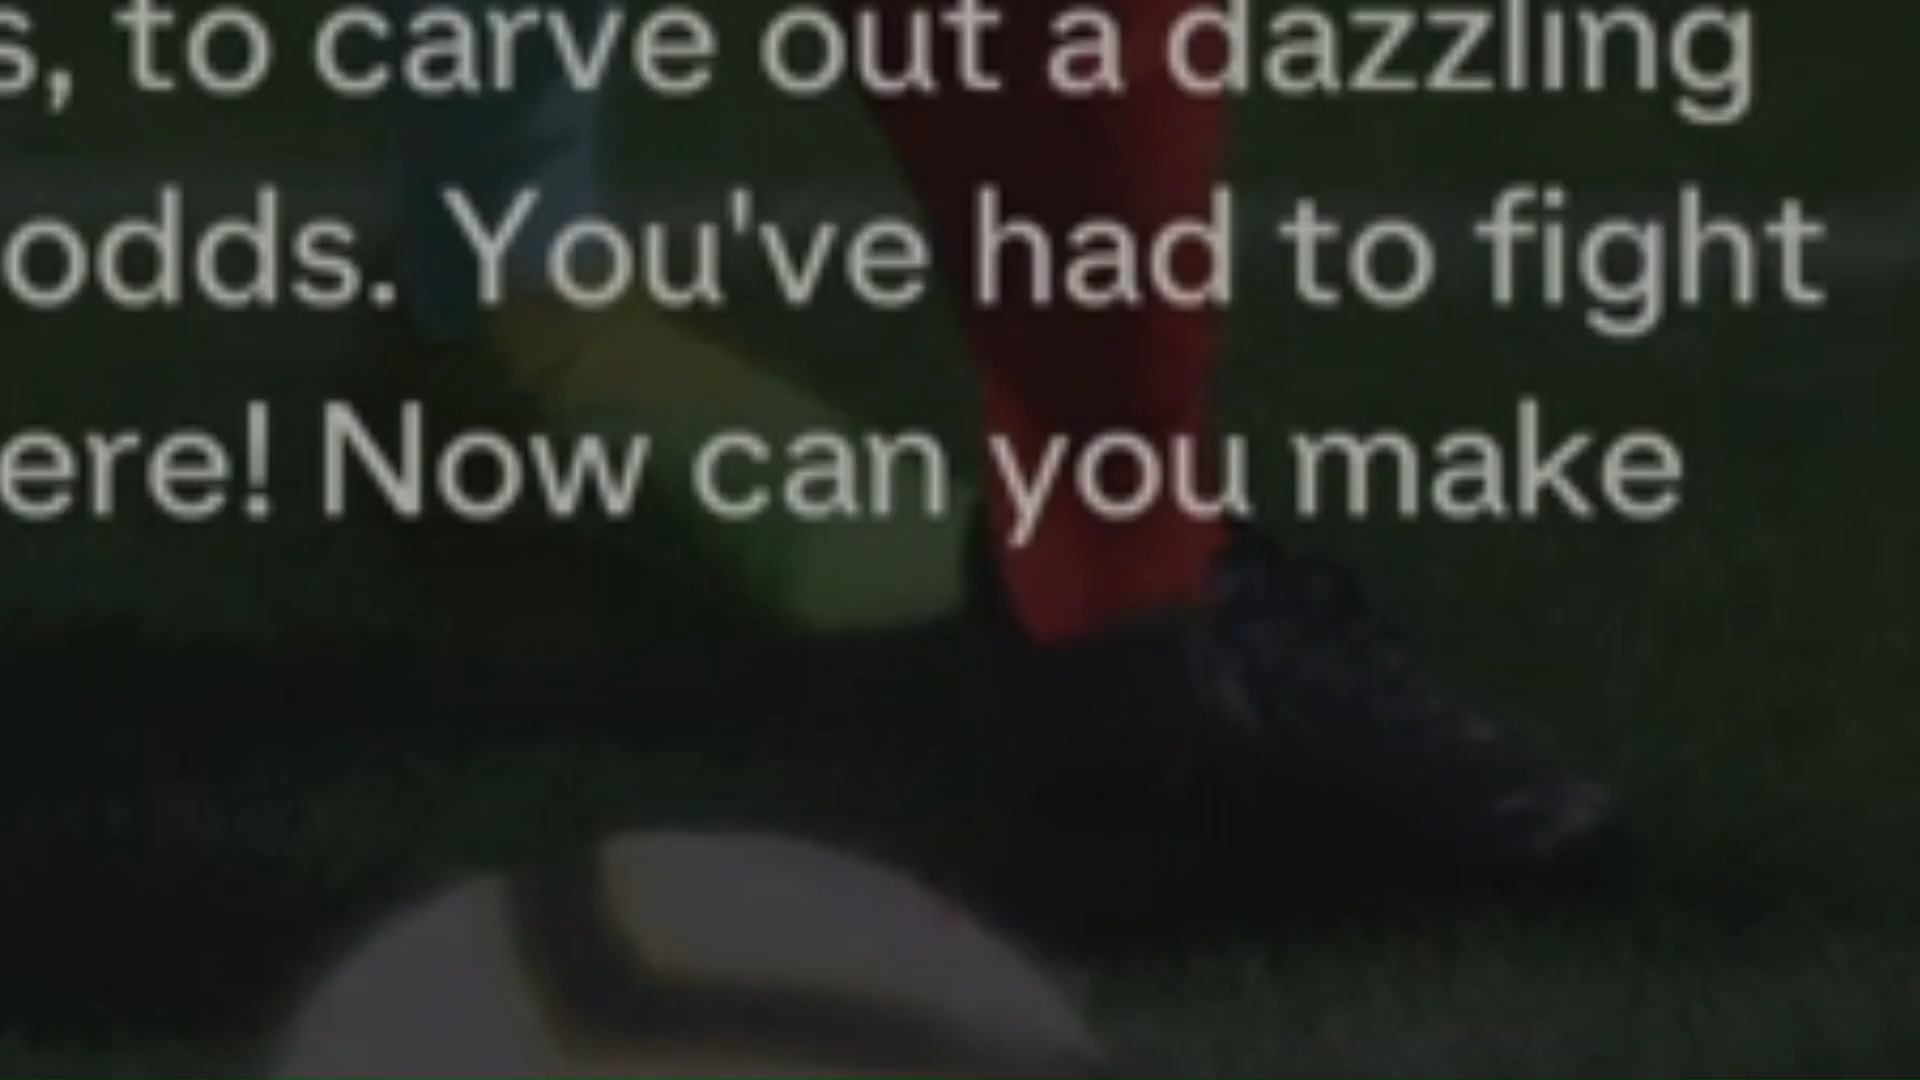 s, to carve out a dazzling
odds. You've had to fight
ere! Now can you make